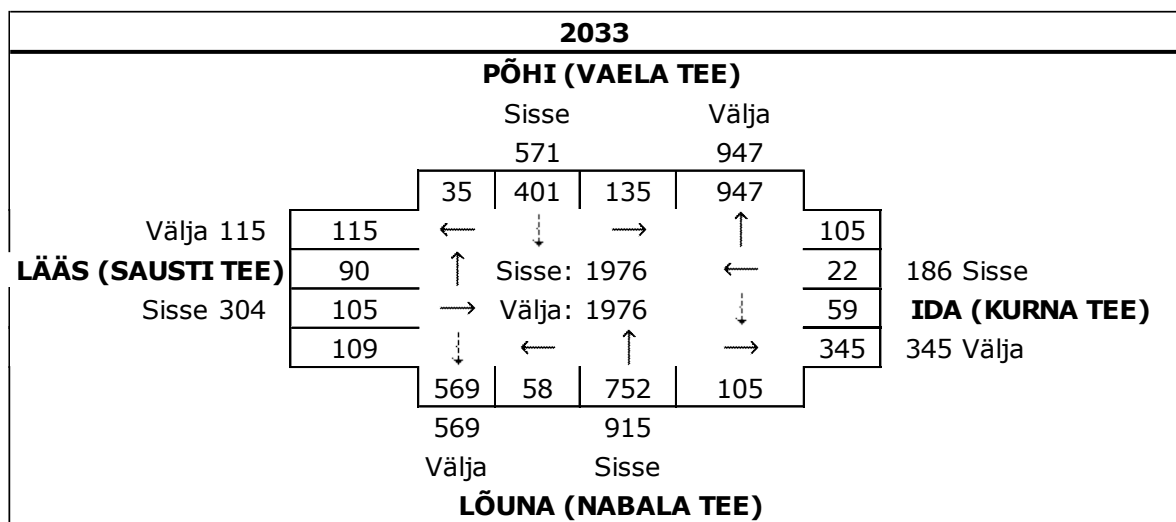 2033
PÕHI (VAELA TEE)
Sisse Välja
571 947
35 401 135 947
Välja 115 115 ← ⇣ → ↑ 105
LÄÄS (SAUSTI TEE) 90 ↑ Sisse: 1976 ← 22 186 Sisse
Sisse 304 105 → Välja: 1976 ⇣ 59 IDA (KURNA TEE)
109 ⇣ ← ↑ → 345 345 Välja
569 58 752 105
569 915
Välja Sisse
LÕUNA (NABALA TEE)